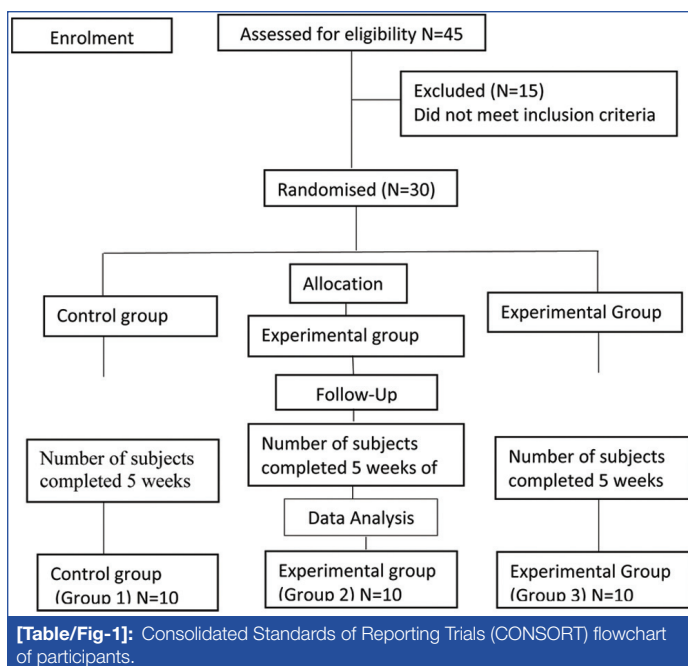 Enrolment
Assessed for eligibility N=45
Excluded (N=15)
Did not meet inclusion criteria
Randomised (N=30)
Allocation
Control group
Experimental group
Experimental Group
Follow-Up
Number of subjects
completed 5 weeks
Number of subjects
completed 5 weeks of
Number of subjects
completed 5 weeks
Data Analysis
Control group
(Group 1) N=10
Experimental group
(Group 2) N=10
Experimental Group
(Group 3) N=10
[Table/Fig-1]: Consolidated Standards of Reporting Trials (CONSORT) flowchart
of participants.